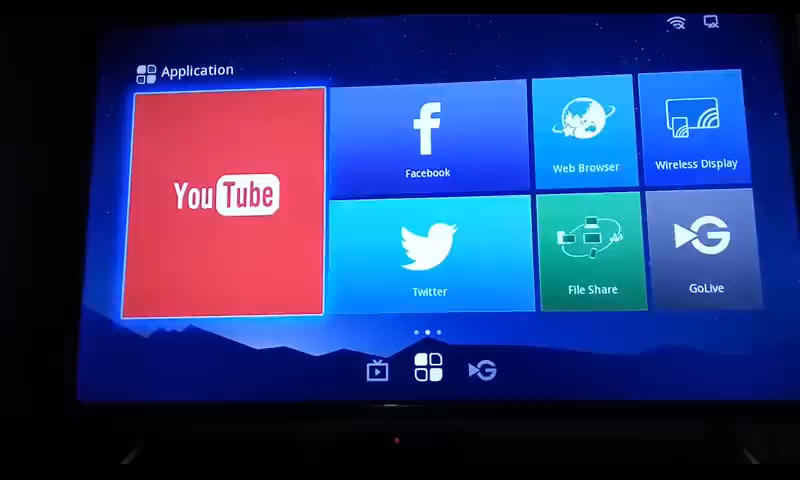 Application
YouTube
Facebook
Web Browser
Wireless Display
Twitter
File Share
GoLive